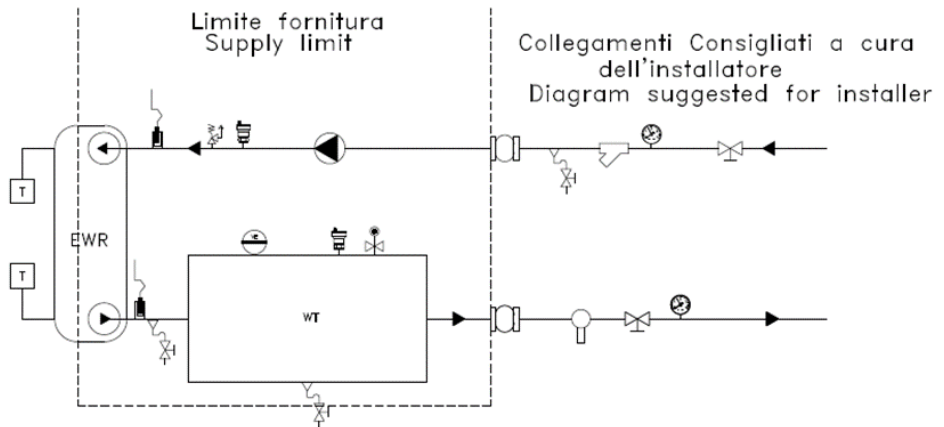 Limite fornitura
Supply limit
Collegamenti Consigliati a cura
dell'installatore
Diagram suggested for installer
T
EWR
T
WT